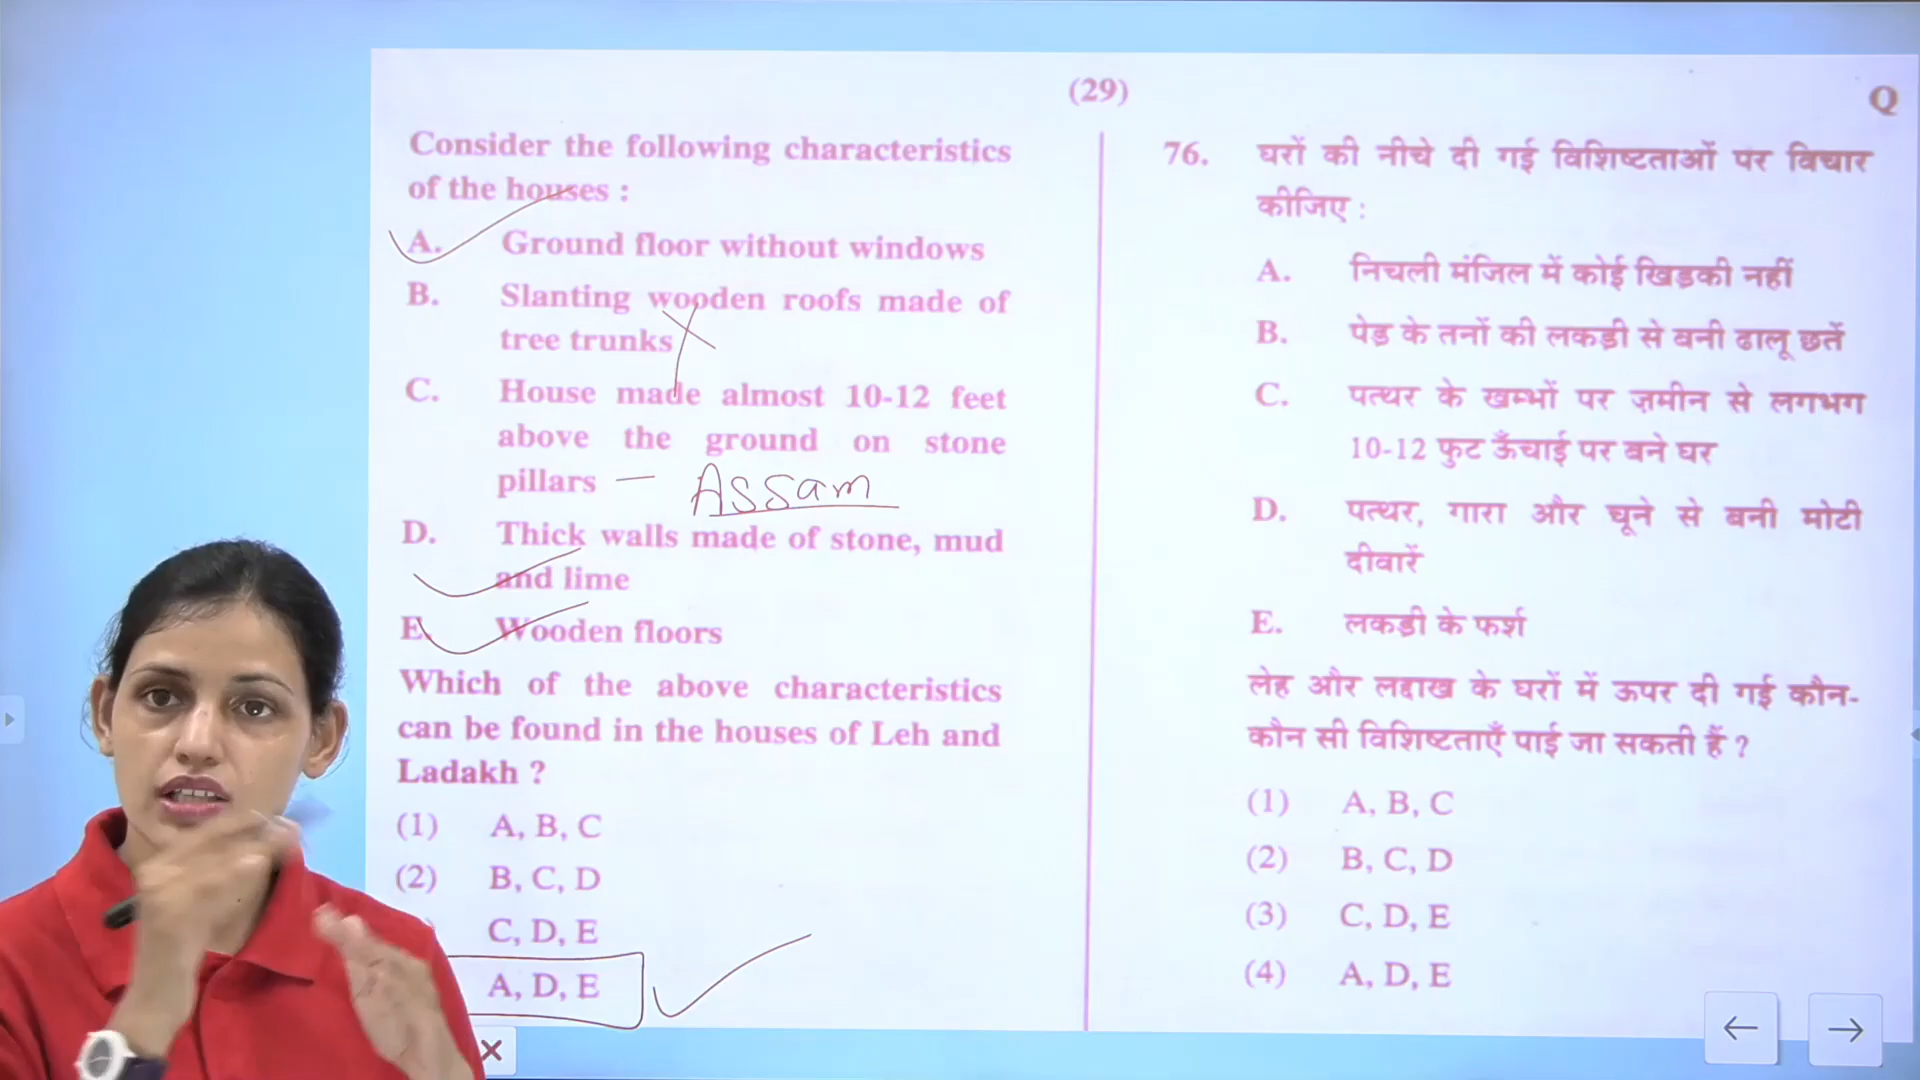 (29)
Q
Consider the following characteristics
of the houses :
A. Ground floor without windows
B. Slanting wooden roofs made of
tree trunks
C. House made almost 10-12 feet
above the ground on stone
pillars — Assam
D. Thick walls made of stone, mud
and lime
E. Wooden floors
Which of the above characteristics
can be found in the houses of Leh and
Ladakh ?
(1) A, B, C
(2) B, C, D
C, D, E
A, D, E
76. घरों की नीचे दी गई विशिष्टताओं पर विचार
कीजिए :
A. निचली मंजिल में कोई खिड़की नहीं
B. पेड़ के तनों की लकड़ी से बनी ढालू छतें
C. पत्थर के खम्भों पर ज़मीन से लगभग
10-12 फुट ऊँचाई पर बने घर
D. पत्थर, गारा और चूने से बनी मोटी
दीवारें
E. लकड़ी के फर्श
लेह और लद्दाख के घरों में ऊपर दी गई कौन-
कौन सी विशिष्टताएँ पाई जा सकती हैं ?
(1) A, B, C
(2) B, C, D
(3) C, D, E
(4) A, D, E